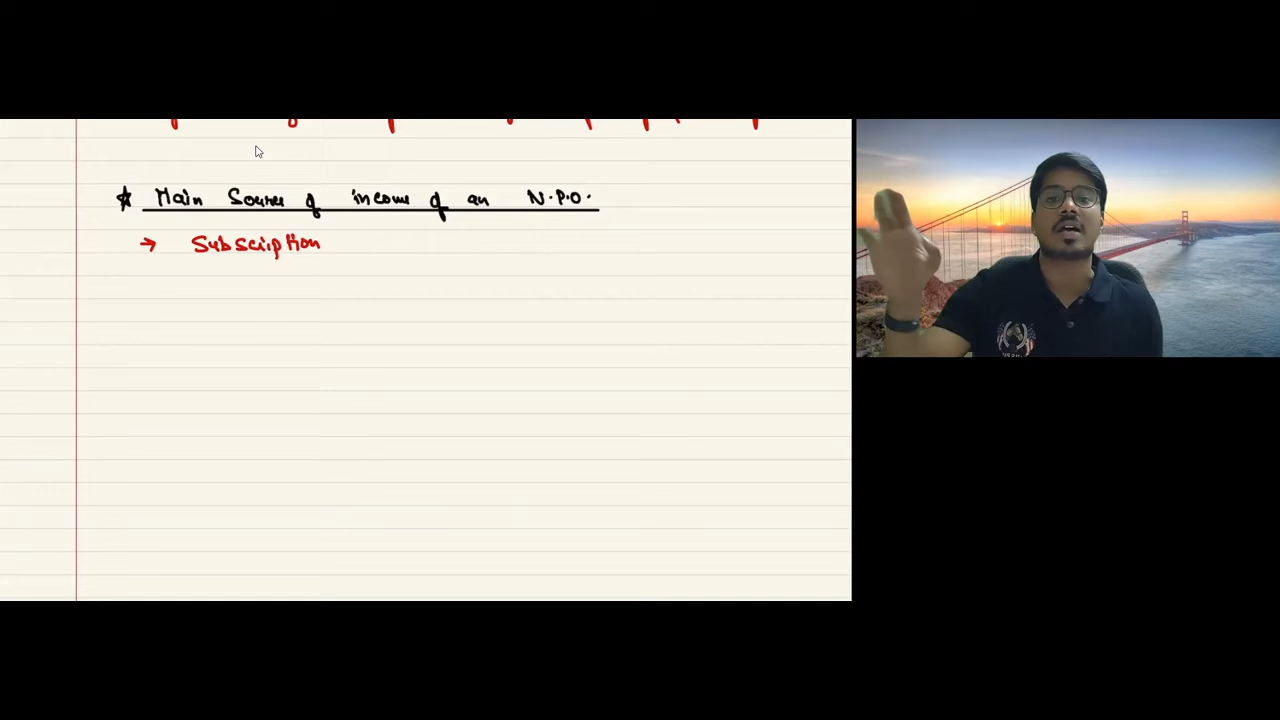 ★ Main Source of income of an N.P.O.
→ Subscription